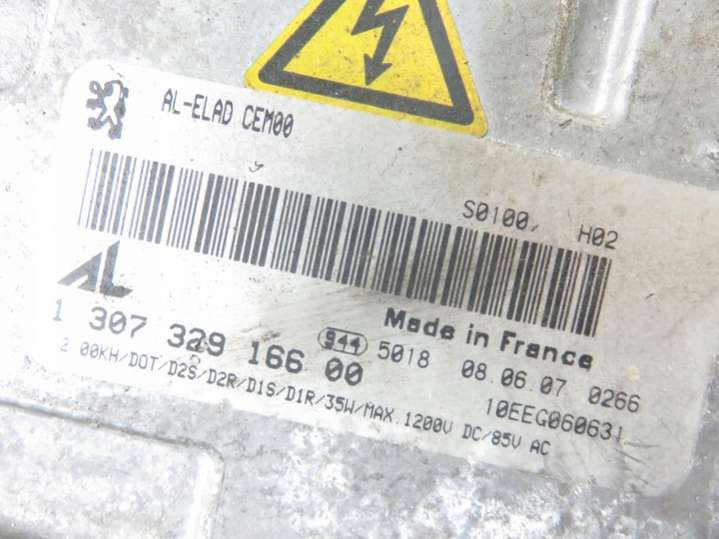 AL-ELAD CEM00
S0100, H02
AL
Made in France
1 307 329 166 00
944 5018 08.06.07 0266
2 00KH/DOT/D2S/D2R/D1S/D1R/35W/MAX.1200V DC/85V AC
10EEG060631